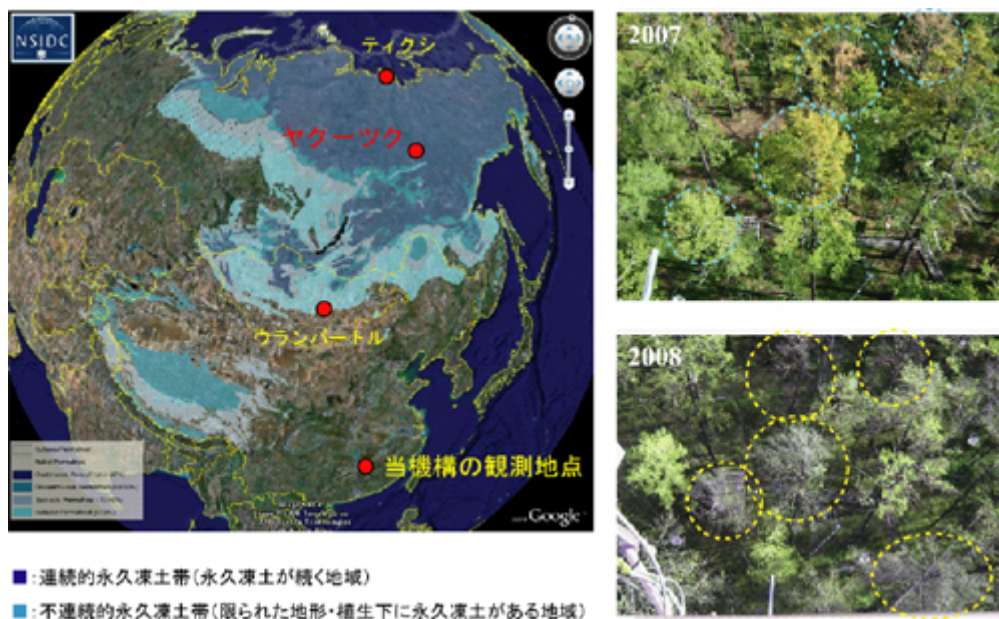 NSIDC
ティクシ
ヤクーツク
ウランバートル
当機構の観測地点
Google
2007
2008
■:連続的永久凍土帯(永久凍土が続く地域)
■:不連続的永久凍土帯(限られた地形・植生下に永久凍土がある地域)